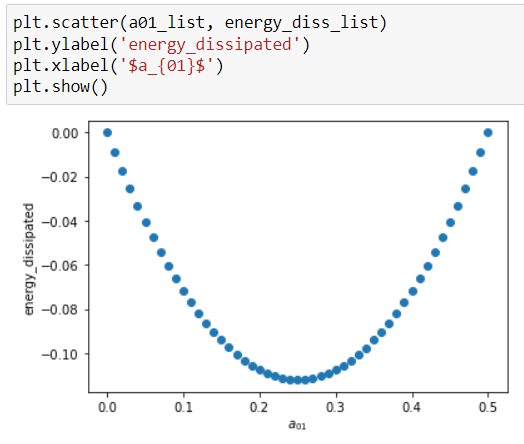 plt.scatter(a01_list, energy_diss_list)
plt.ylabel('energy_dissipated')
plt.xlabel('$a_{01}$')
plt.show()
0.00
−0.02
−0.04
−0.06
−0.08
−0.10
energy_dissipated
0.0 0.1 0.2 0.3 0.4 0.5
a₀₁